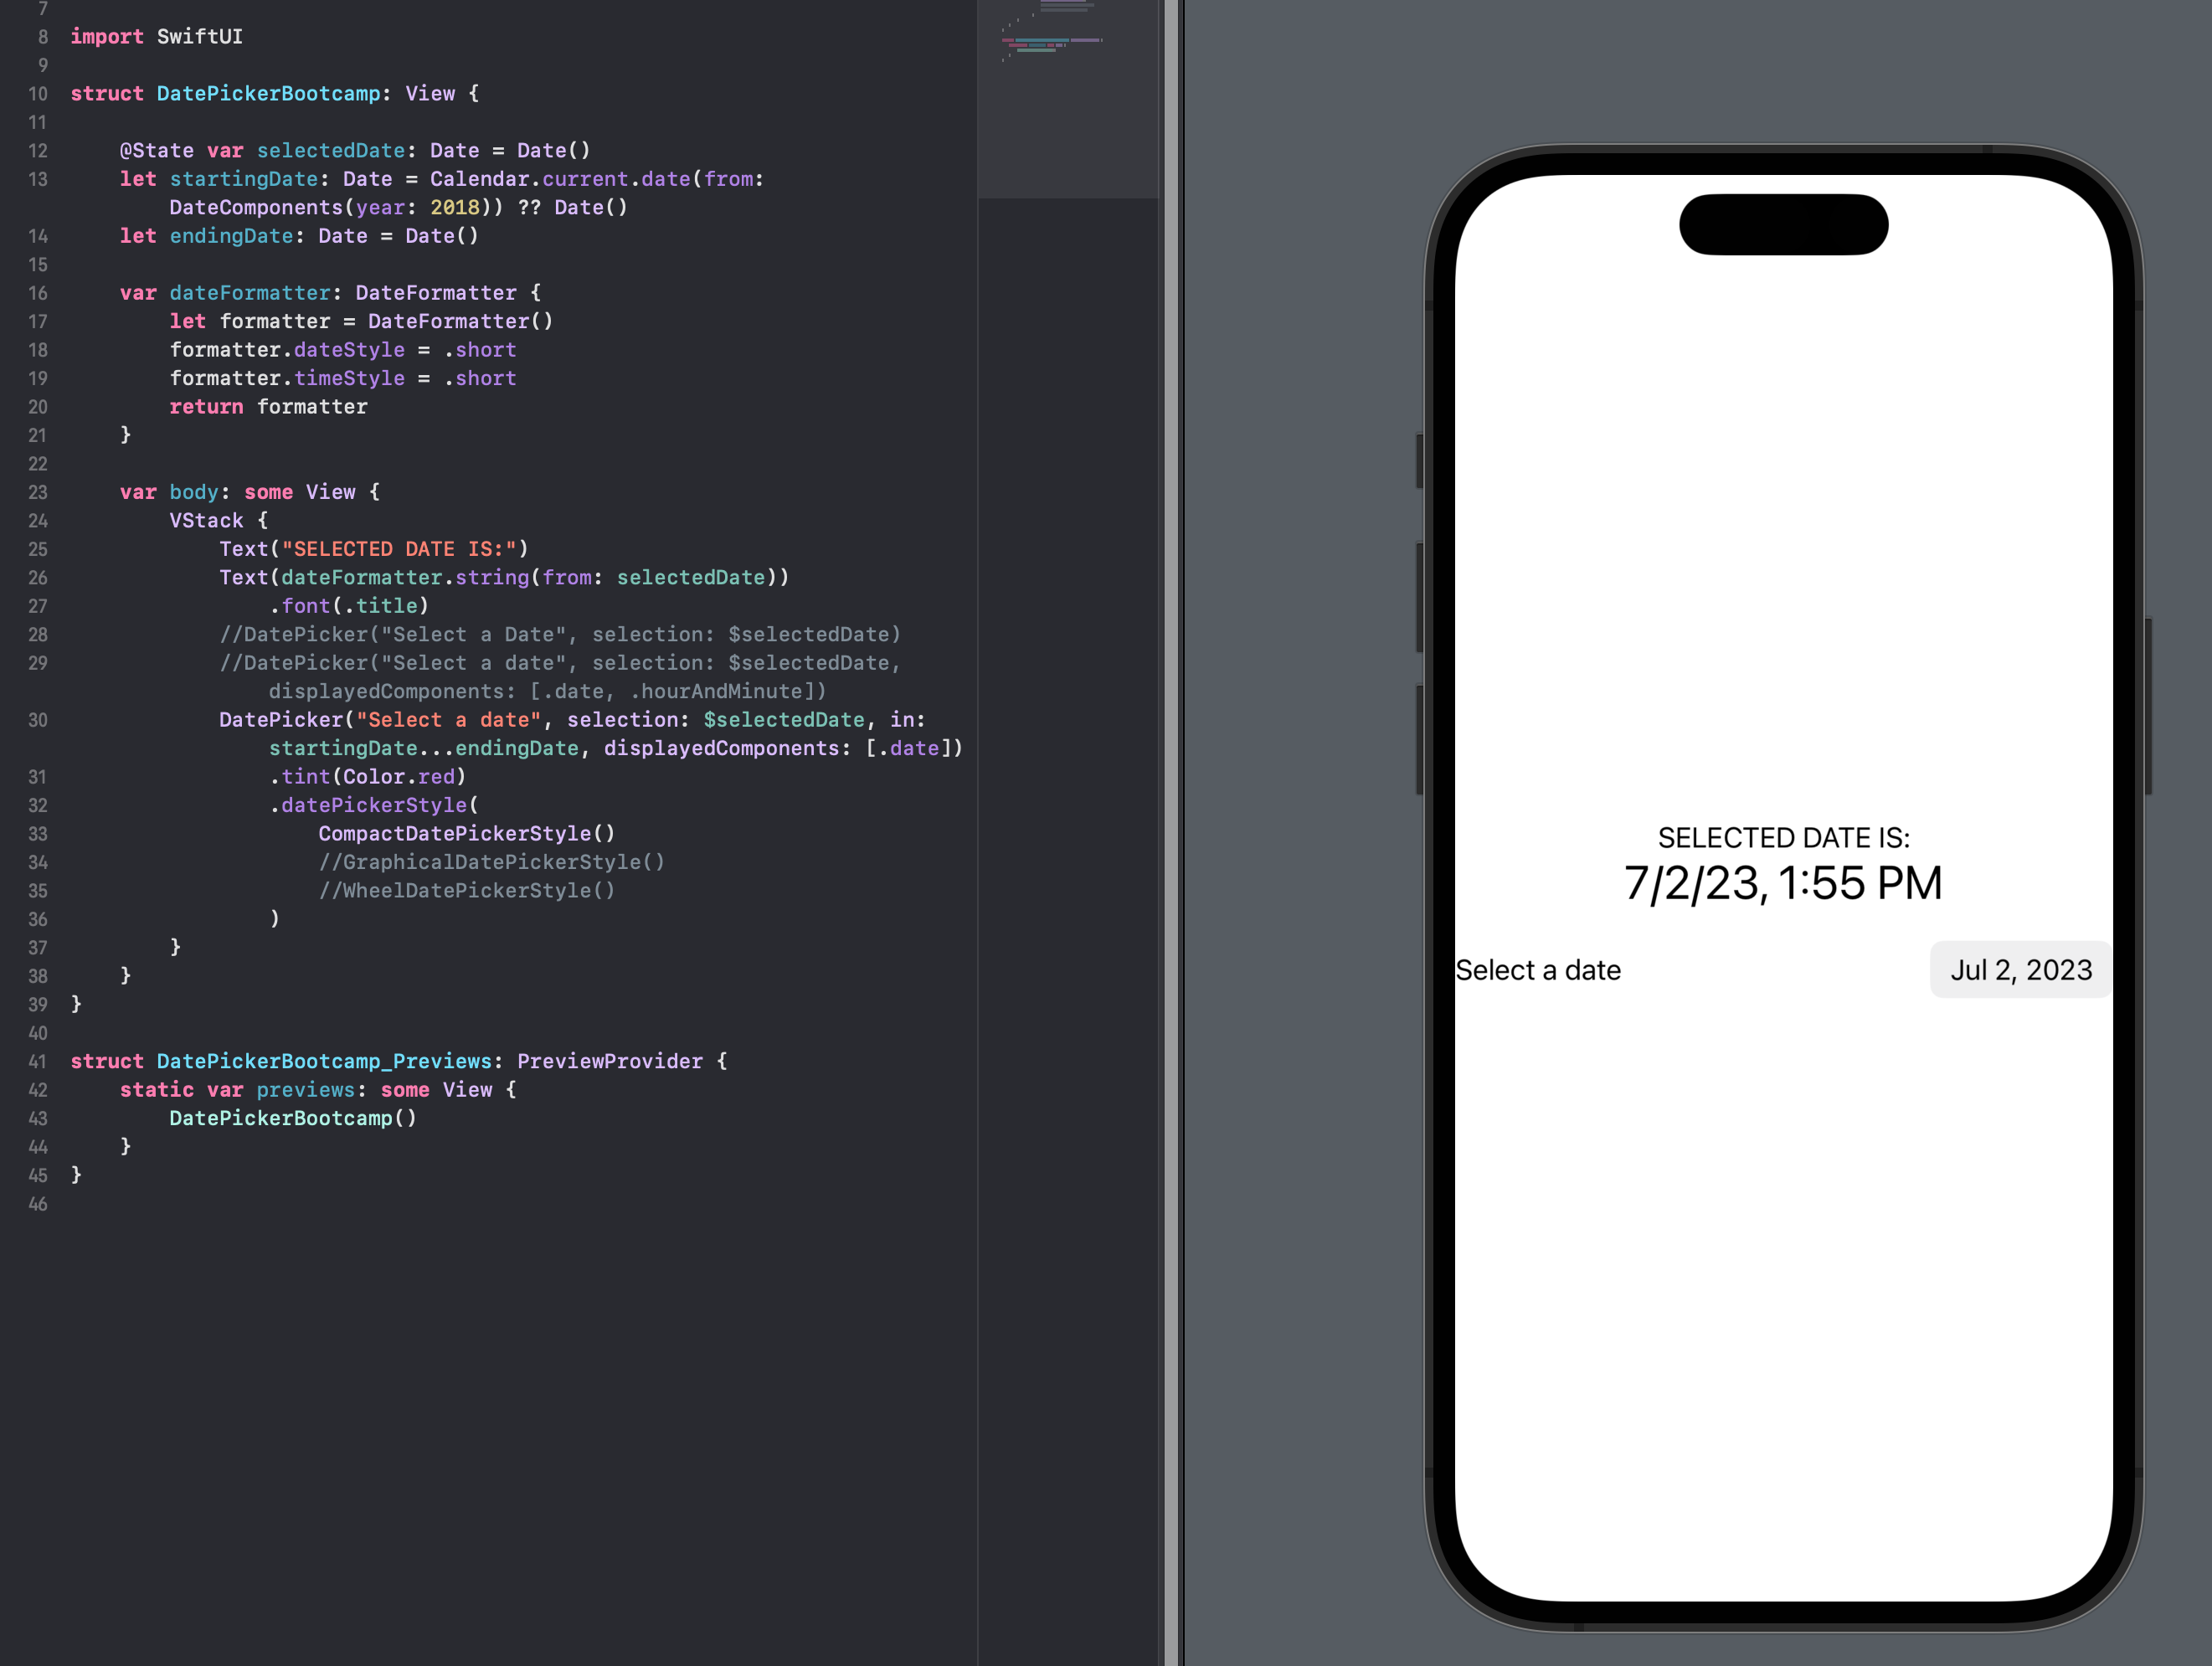 7
8 import SwiftUI
9
10 struct DatePickerBootcamp: View {
11
12     @State var selectedDate: Date = Date()
13     let startingDate: Date = Calendar.current.date(from:
        DateComponents(year: 2018)) ?? Date()
14     let endingDate: Date = Date()
15
16     var dateFormatter: DateFormatter {
17         let formatter = DateFormatter()
18         formatter.dateStyle = .short
19         formatter.timeStyle = .short
20         return formatter
21     }
22
23     var body: some View {
24         VStack {
25             Text("SELECTED DATE IS:")
26             Text(dateFormatter.string(from: selectedDate))
27                 .font(.title)
28             //DatePicker("Select a Date", selection: $selectedDate)
29             //DatePicker("Select a date", selection: $selectedDate,
                displayedComponents: [.date, .hourAndMinute])
30             DatePicker("Select a date", selection: $selectedDate, in:
                startingDate...endingDate, displayedComponents: [.date])
31                 .tint(Color.red)
32                 .datePickerStyle(
33                     CompactDatePickerStyle()
34                     //GraphicalDatePickerStyle()
35                     //WheelDatePickerStyle()
36                 )
37         }
38     }
39 }
40
41 struct DatePickerBootcamp_Previews: PreviewProvider {
42     static var previews: some View {
43         DatePickerBootcamp()
44     }
45 }
46
SELECTED DATE IS:
7/2/23, 1:55 PM
Select a date
Jul 2, 2023